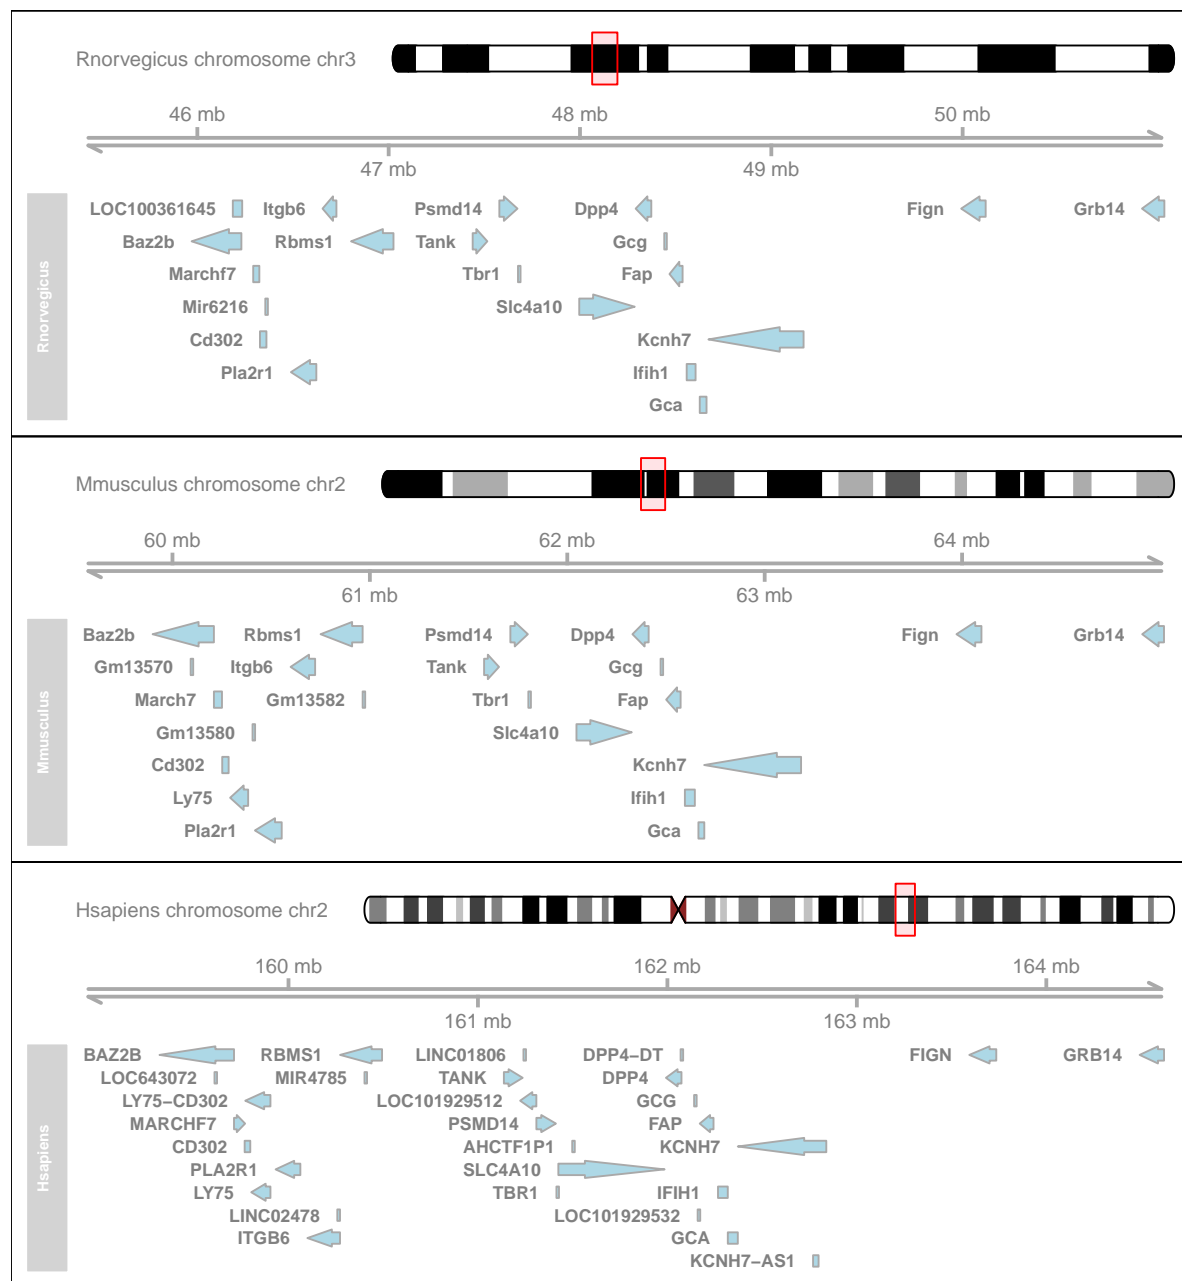 Rnorvegicus chromosome chr3
46 mb 48 mb 50 mb
47 mb 49 mb
Rnorvegicus
LOC100361645 Itgb6 Psmd14 Dpp4 Fign Grb14
Baz2b Rbms1 Tank Gcg
Marchf7 Tbr1 Fap
Mir6216 Slc4a10
Cd302 Kcnh7
Pla2r1 Ifih1
Gca
Mmusculus chromosome chr2
60 mb 62 mb 64 mb
61 mb 63 mb
Mmusculus
Baz2b Rbms1 Psmd14 Dpp4 Fign Grb14
Gm13570 Itgb6 Tank Gcg
March7 Gm13582 Tbr1 Fap
Gm13580 Slc4a10
Cd302 Kcnh7
Ly75 Ifih1
Pla2r1 Gca
Hsapiens chromosome chr2
160 mb 162 mb 164 mb
161 mb 163 mb
Hsapiens
BAZ2B RBMS1 LINC01806 DPP4−DT FIGN GRB14
LOC643072 MIR4785 TANK DPP4
LY75−CD302 LOC101929512 GCG
MARCHF7 PSMD14 FAP
CD302 AHCTF1P1 KCNH7
PLA2R1 SLC4A10
LY75 TBR1 IFIH1
LINC02478 LOC101929532
ITGB6 GCA
KCNH7−AS1